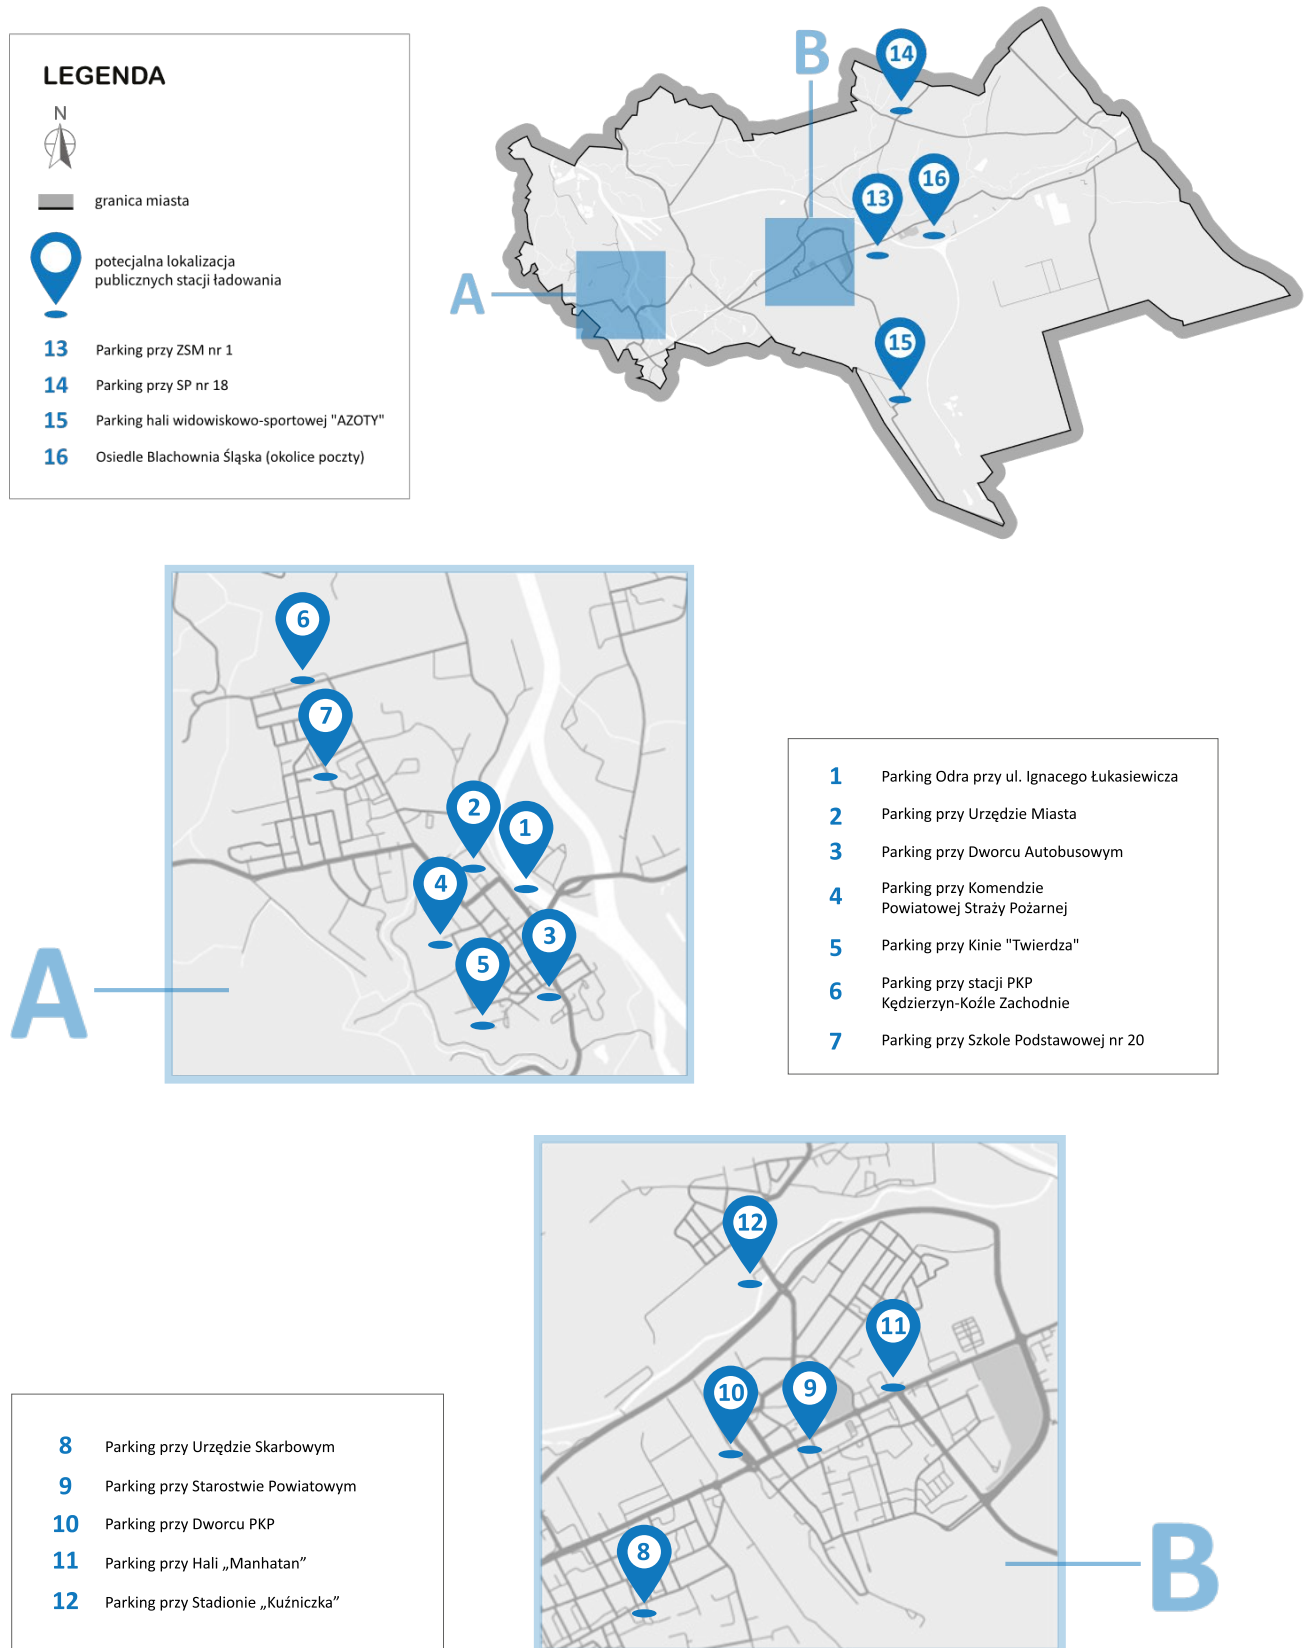 LEGENDA
N
granica miasta
potecjalna lokalizacja
publicznych stacji ładowania
13 Parking przy ZSM nr 1
14 Parking przy SP nr 18
15 Parking hali widowiskowo-sportowej "AZOTY"
16 Osiedle Blachownia Śląska (okolice poczty)
B
14
16
13
A
15
6
7
2
1
4
3
5
A
1 Parking Odra przy ul. Ignacego Łukasiewicza
2 Parking przy Urzędzie Miasta
3 Parking przy Dworcu Autobusowym
4 Parking przy Komendzie
Powiatowej Straży Pożarnej
5 Parking przy Kinie "Twierdza"
6 Parking przy stacji PKP
Kędzierzyn-Koźle Zachodnie
7 Parking przy Szkole Podstawowej nr 20
12
11
10
9
8
B
8 Parking przy Urzędzie Skarbowym
9 Parking przy Starostwie Powiatowym
10 Parking przy Dworcu PKP
11 Parking przy Hali „Manhatan”
12 Parking przy Stadionie „Kuźniczka”